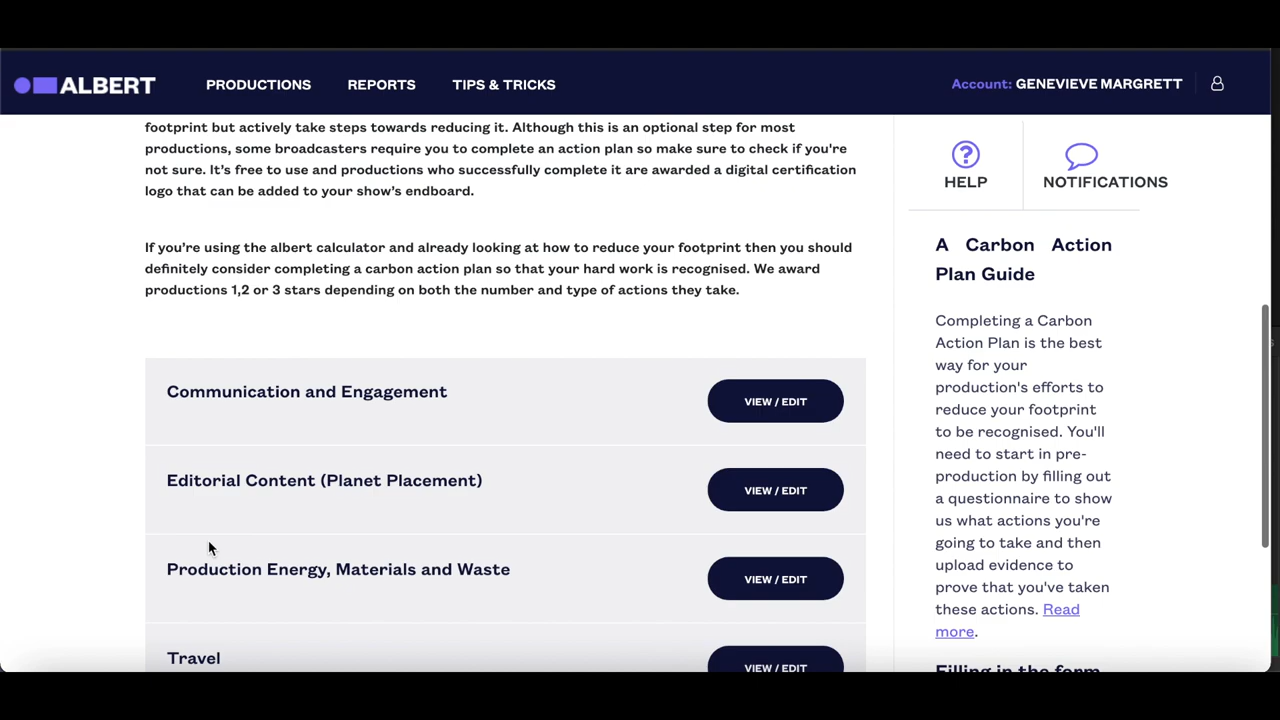 ALBERT
PRODUCTIONS
REPORTS
TIPS & TRICKS
Account: GENEVIEVE MARGRETT
footprint but actively take steps towards reducing it. Although this is an optional step for most
productions, some broadcasters require you to complete an action plan so make sure to check if you're
not sure. It's free to use and productions who successfully complete it are awarded a digital certification
logo that can be added to your show's endboard.
If you're using the albert calculator and already looking at how to reduce your footprint then you should
definitely consider completing a carbon action plan so that your hard work is recognised. We award
productions 1,2 or 3 stars depending on both the number and type of actions they take.
Communication and Engagement
VIEW / EDIT
Editorial Content (Planet Placement)
VIEW / EDIT
Production Energy, Materials and Waste
VIEW / EDIT
Travel
VIEW / EDIT
HELP
NOTIFICATIONS
A Carbon Action
Plan Guide
Completing a Carbon
Action Plan is the best
way for your
production's efforts to
reduce your footprint
to be recognised. You'll
need to start in pre-
production by filling out
a questionnaire to show
us what actions you're
going to take and then
upload evidence to
prove that you've taken
these actions. Read
more.
Filling in the form